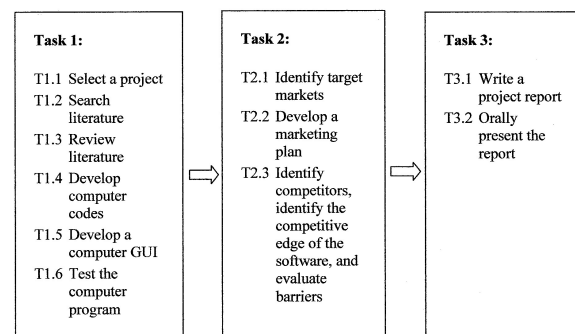 Task 1:
T1.1 Select a project
T1.2 Search
literature
T1.3 Review
literature
T1.4 Develop
computer
codes
T1.5 Develop a
computer GUI
T1.6 Test the
computer
program
Task 2:
T2.1 Identify target
markets
T2.2 Develop a
marketing
plan
T2.3 Identify
competitors,
identify the
competitive
edge of the
software, and
evaluate
barriers
Task 3:
T3.1 Write a
project report
T3.2 Orally
present the
report